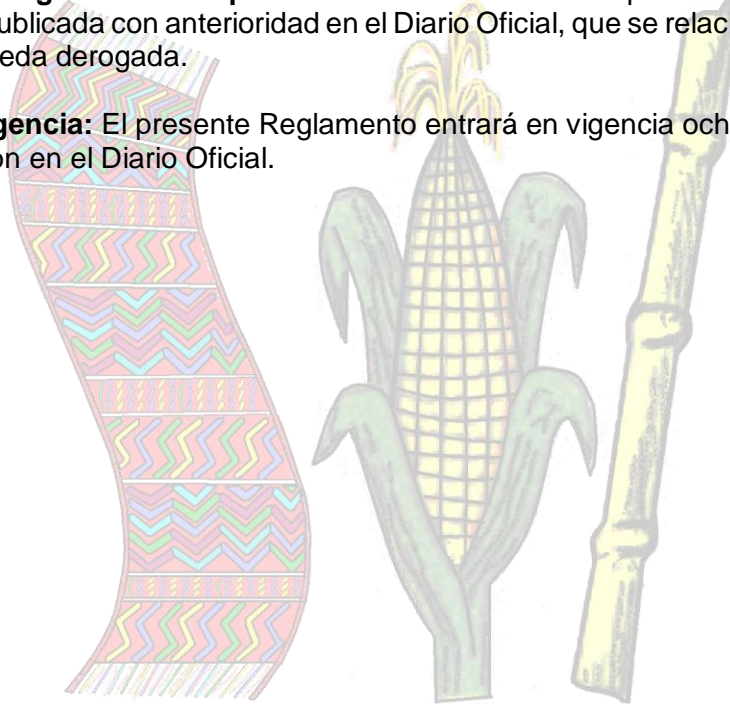 ublicada con anterioridad en el Diario Oficial, que se relac
eda derogada.
gencia: El presente Reglamento entrará en vigencia och
ón en el Diario Oficial.